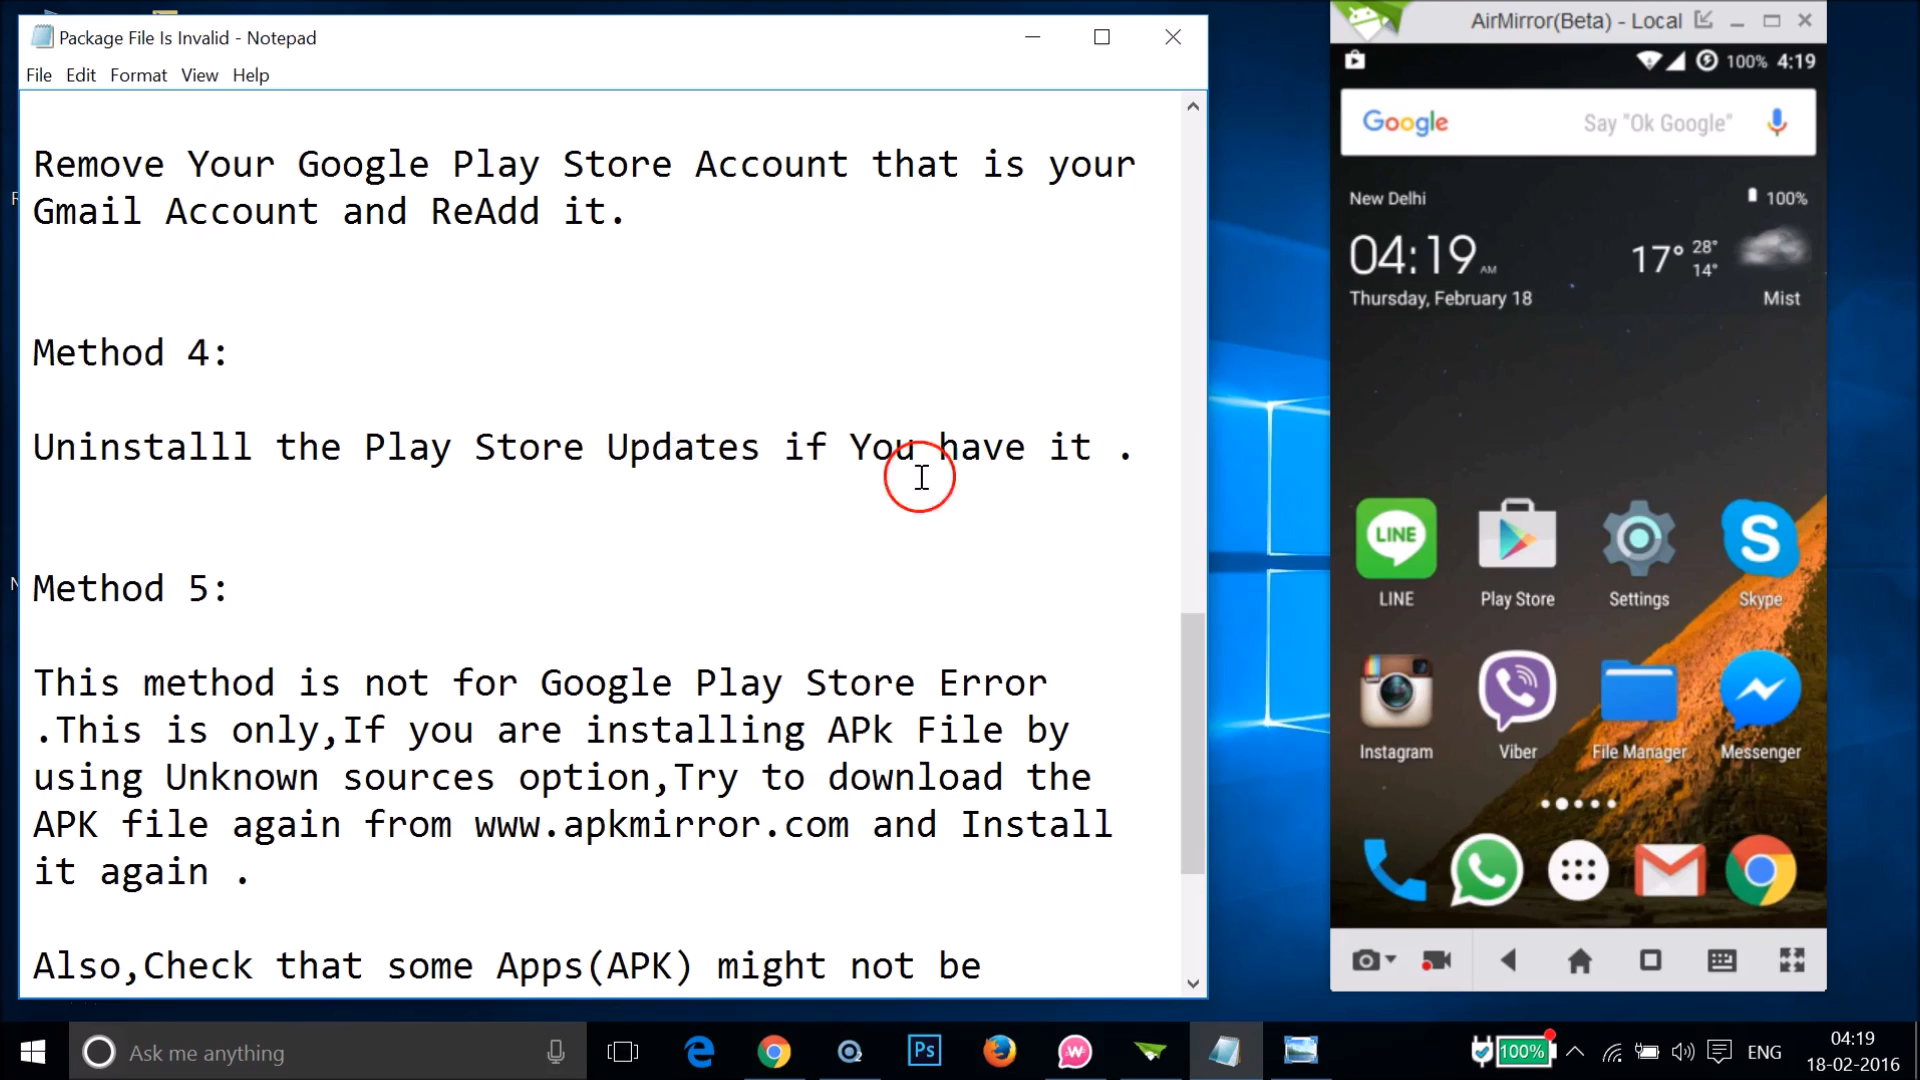 Package File Is Invalid - Notepad
File Edit Format View Help
Remove Your Google Play Store Account that is your
Gmail Account and ReAdd it.
Method 4:
Uninstalll the Play Store Updates if You have it .
Method 5:
This method is not for Google Play Store Error
.This is only,If you are installing APk File by
using Unknown sources option,Try to download the
APK file again from www.apkmirror.com and Install
it again .
Also,Check that some Apps(APK) might not be
AirMirror(Beta) - Local
100% 4:19
Google Say "Ok Google"
New Delhi 100%
04:19 AM 17° 28° 14°
Thursday, February 18 Mist
LINE
LINE Play Store Settings Skype
Instagram Viber File Manager Messenger
Ask me anything
Ps
100%
ENG
04:19
18-02-2016